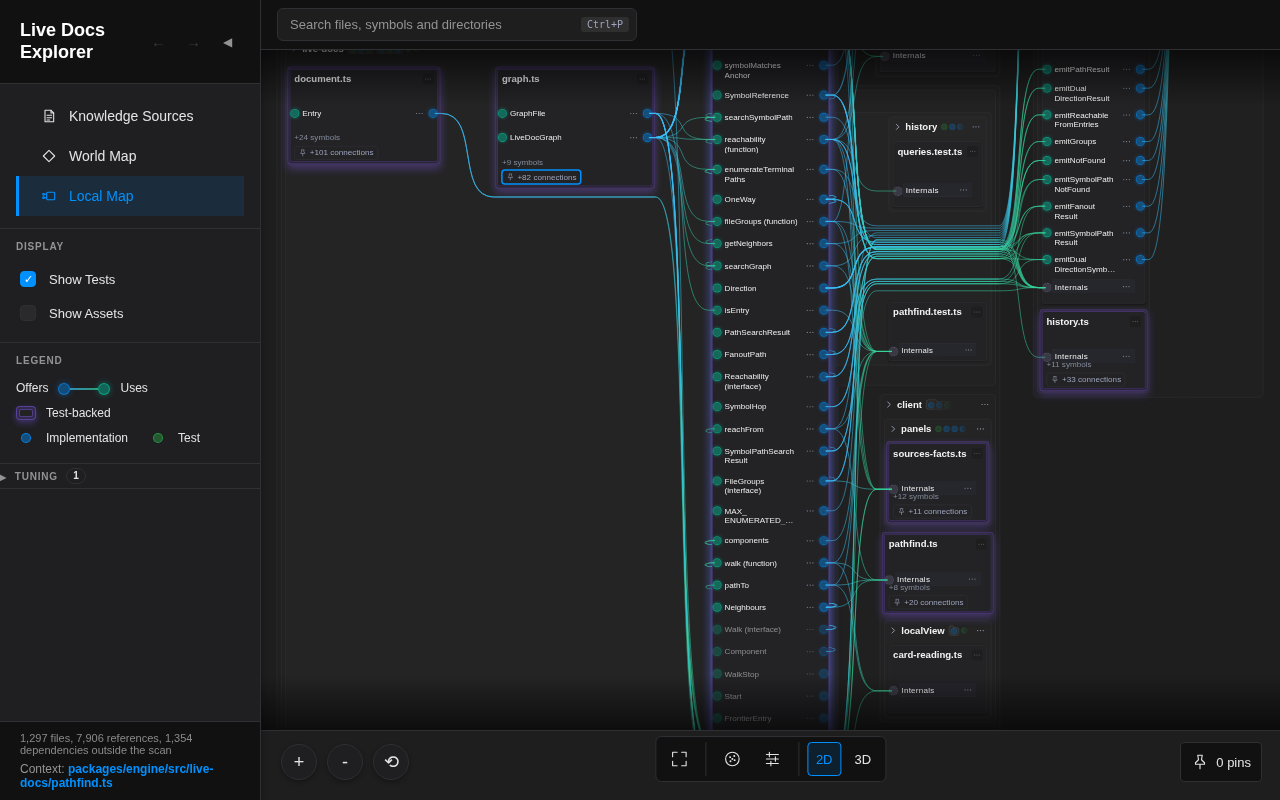 Live Docs
Explorer
← → ◀
Search files, symbols and directories
Ctrl+P
Knowledge Sources
World Map
Local Map
DISPLAY
Show Tests
Show Assets
LEGEND
Offers
Uses
Test-backed
Implementation
Test
TUNING 1
1,297 files, 7,906 references, 1,354
dependencies outside the scan
Context: packages/engine/src/live-
docs/pathfind.ts
document.ts
Entry
+24 symbols
+101 connections
graph.ts
GraphFile
LiveDocGraph
+9 symbols
+82 connections
symbolMatches
Anchor
SymbolReference
searchSymbolPath
reachability
(function)
enumerateTerminal
Paths
OneWay
fileGroups (function)
getNeighbors
searchGraph
Direction
isEntry
PathSearchResult
FanoutPath
Reachability
(interface)
SymbolHop
reachFrom
SymbolPathSearch
Result
FileGroups
(interface)
MAX_
ENUMERATED_…
components
walk (function)
pathTo
Neighbours
Walk (interface)
Component
WalkStop
Start
FrontierEntry
Internals
history
queries.test.ts
Internals
pathfind.test.ts
Internals
client
panels
sources-facts.ts
Internals
+12 symbols
+11 connections
pathfind.ts
Internals
+8 symbols
+20 connections
localView
card-reading.ts
Internals
emitPathResult
emitDual
DirectionResult
emitReachable
FromEntries
emitGroups
emitNotFound
emitSymbolPath
NotFound
emitFanout
Result
emitSymbolPath
Result
emitDual
DirectionSymb…
Internals
history.ts
Internals
+11 symbols
+33 connections
+
-
⟲
2D
3D
0 pins